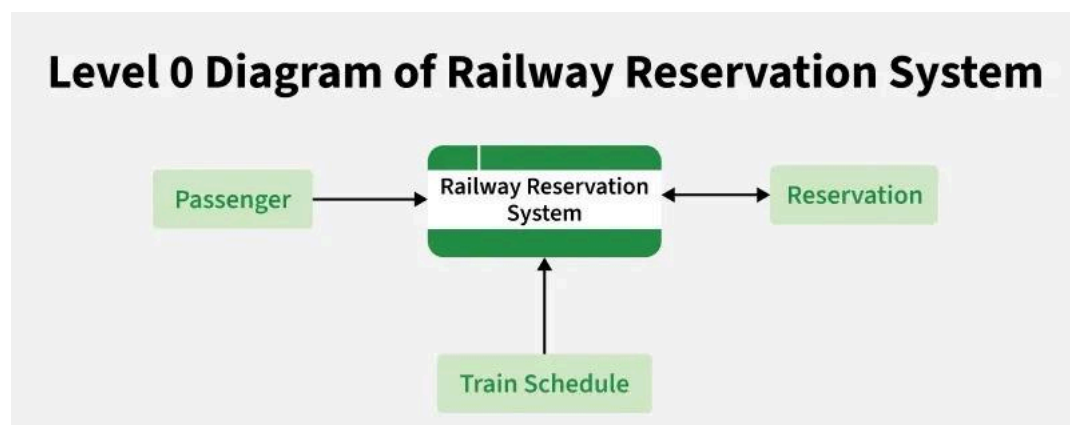 Level 0 Diagram of Railway Reservation System
Passenger
Railway Reservation
System
Reservation
Train Schedule